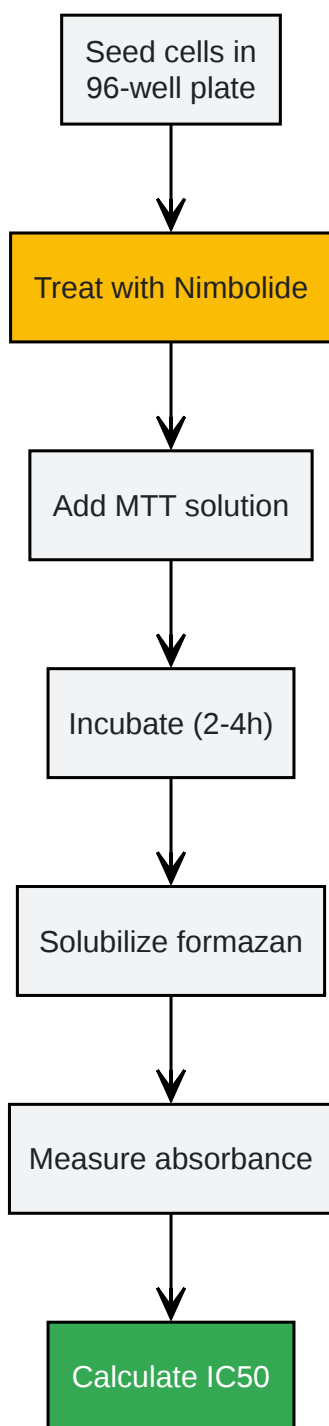 Seed cells in
96-well plate
Treat with Nimbolide
Add MTT solution
Incubate (2-4h)
Solubilize formazan
Measure absorbance
Calculate IC50